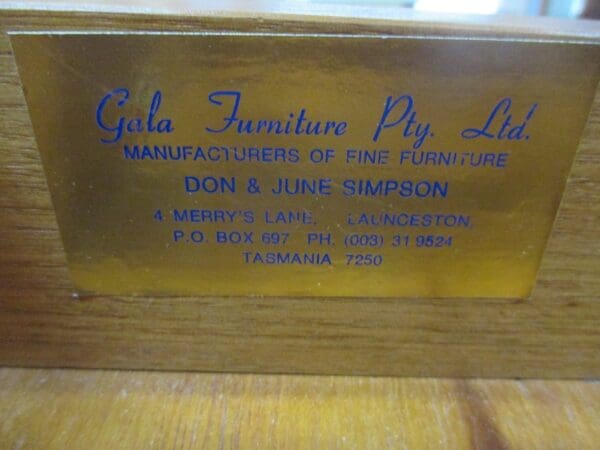 Gala Furniture Pty. Ltd.
MANUFACTURERS OF FINE FURNITURE
DON & JUNE SIMPSON
4 MERRY'S LANE, LAUNCESTON,
P.O. BOX 697 PH. (003) 31 9524
TASMANIA 7250